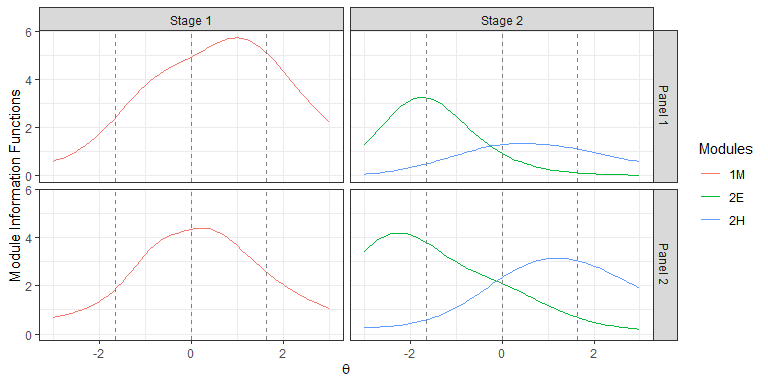 Stage 1
Stage 2
Module Information Functions
6
4
2
0
Panel 1
6
4
2
0
Panel 2
-2
0
2
-2
0
2
θ
Modules
1M
2E
2H